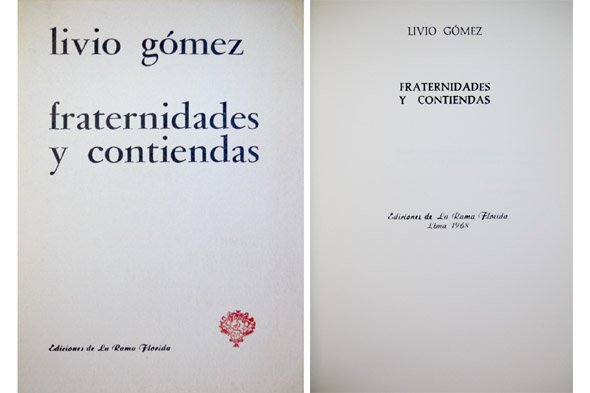 livio gómez
fraternidades
y contiendas
Ediciones de La Rama Florida
LIVIO GÓMEZ
FRATERNIDADES
Y CONTIENDAS
Ediciones de La Rama Florida
Lima 1968